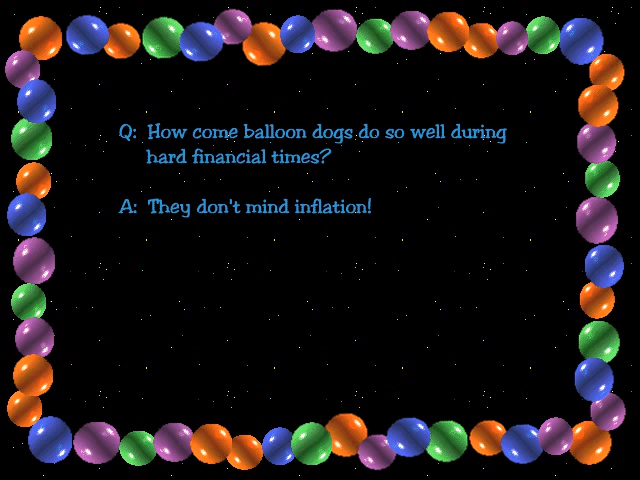 Q: How come balloon dogs do so well during
hard financial times?
A: They don't mind inflation!